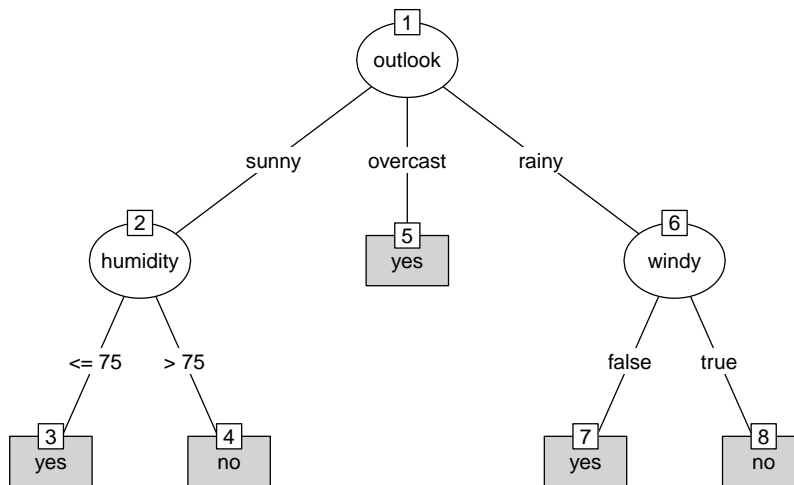 1
outlook
sunny overcast rainy
2
humidity
5
yes
6
windy
<= 75 > 75
false true
3
yes
4
no
7
yes
8
no